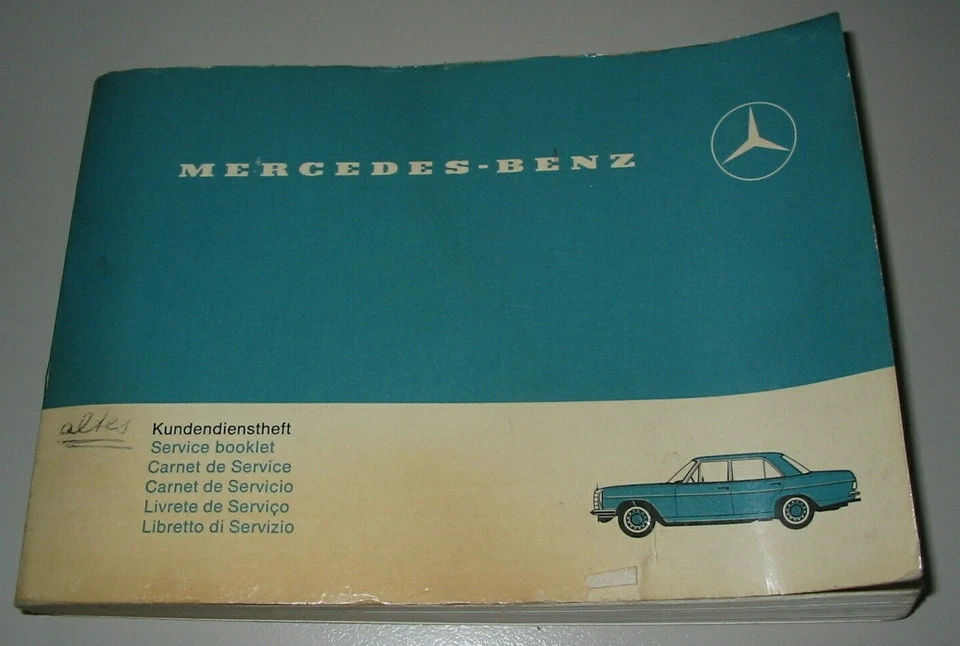 MERCEDES-BENZ
altes Kundendienstheft
Service booklet
Carnet de Service
Carnet de Servicio
Livrete de Serviço
Libretto di Servizio